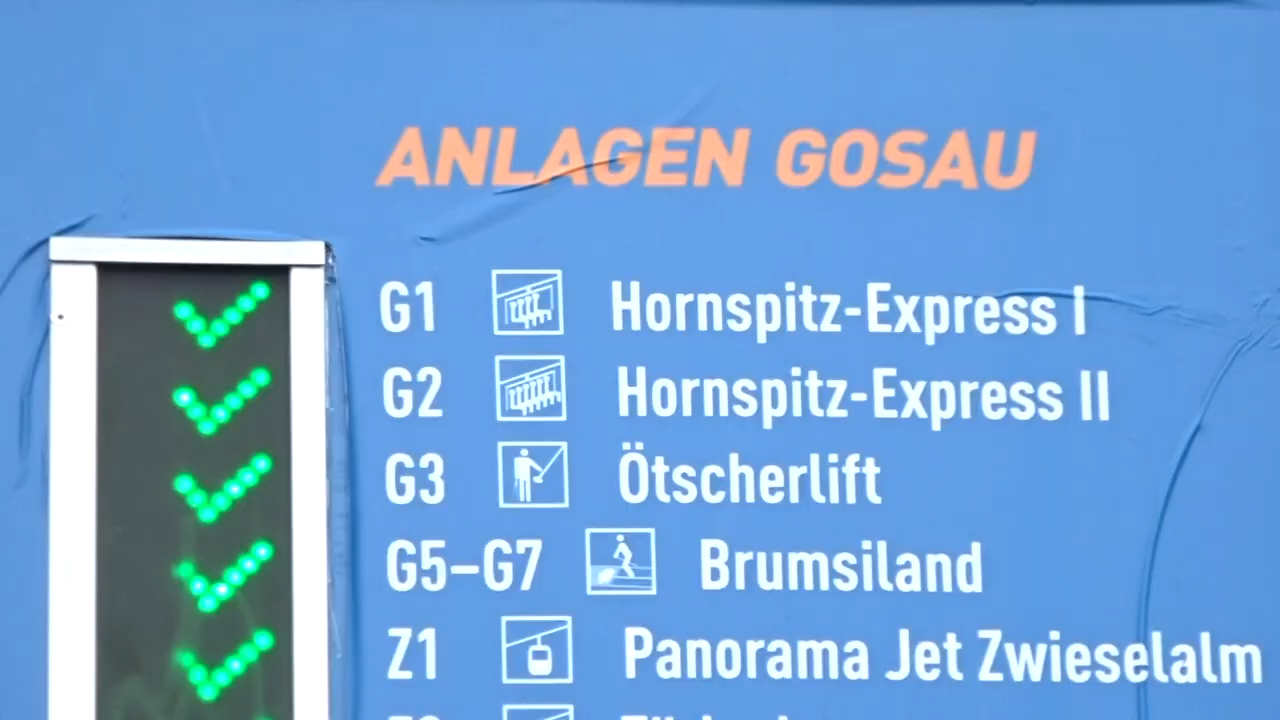 ANLAGEN GOSAU
G1 Hornspitz-Express I
G2 Hornspitz-Express II
G3 Ötscherlift
G5–G7 Brumsiland
Z1 Panorama Jet Zwieselalm